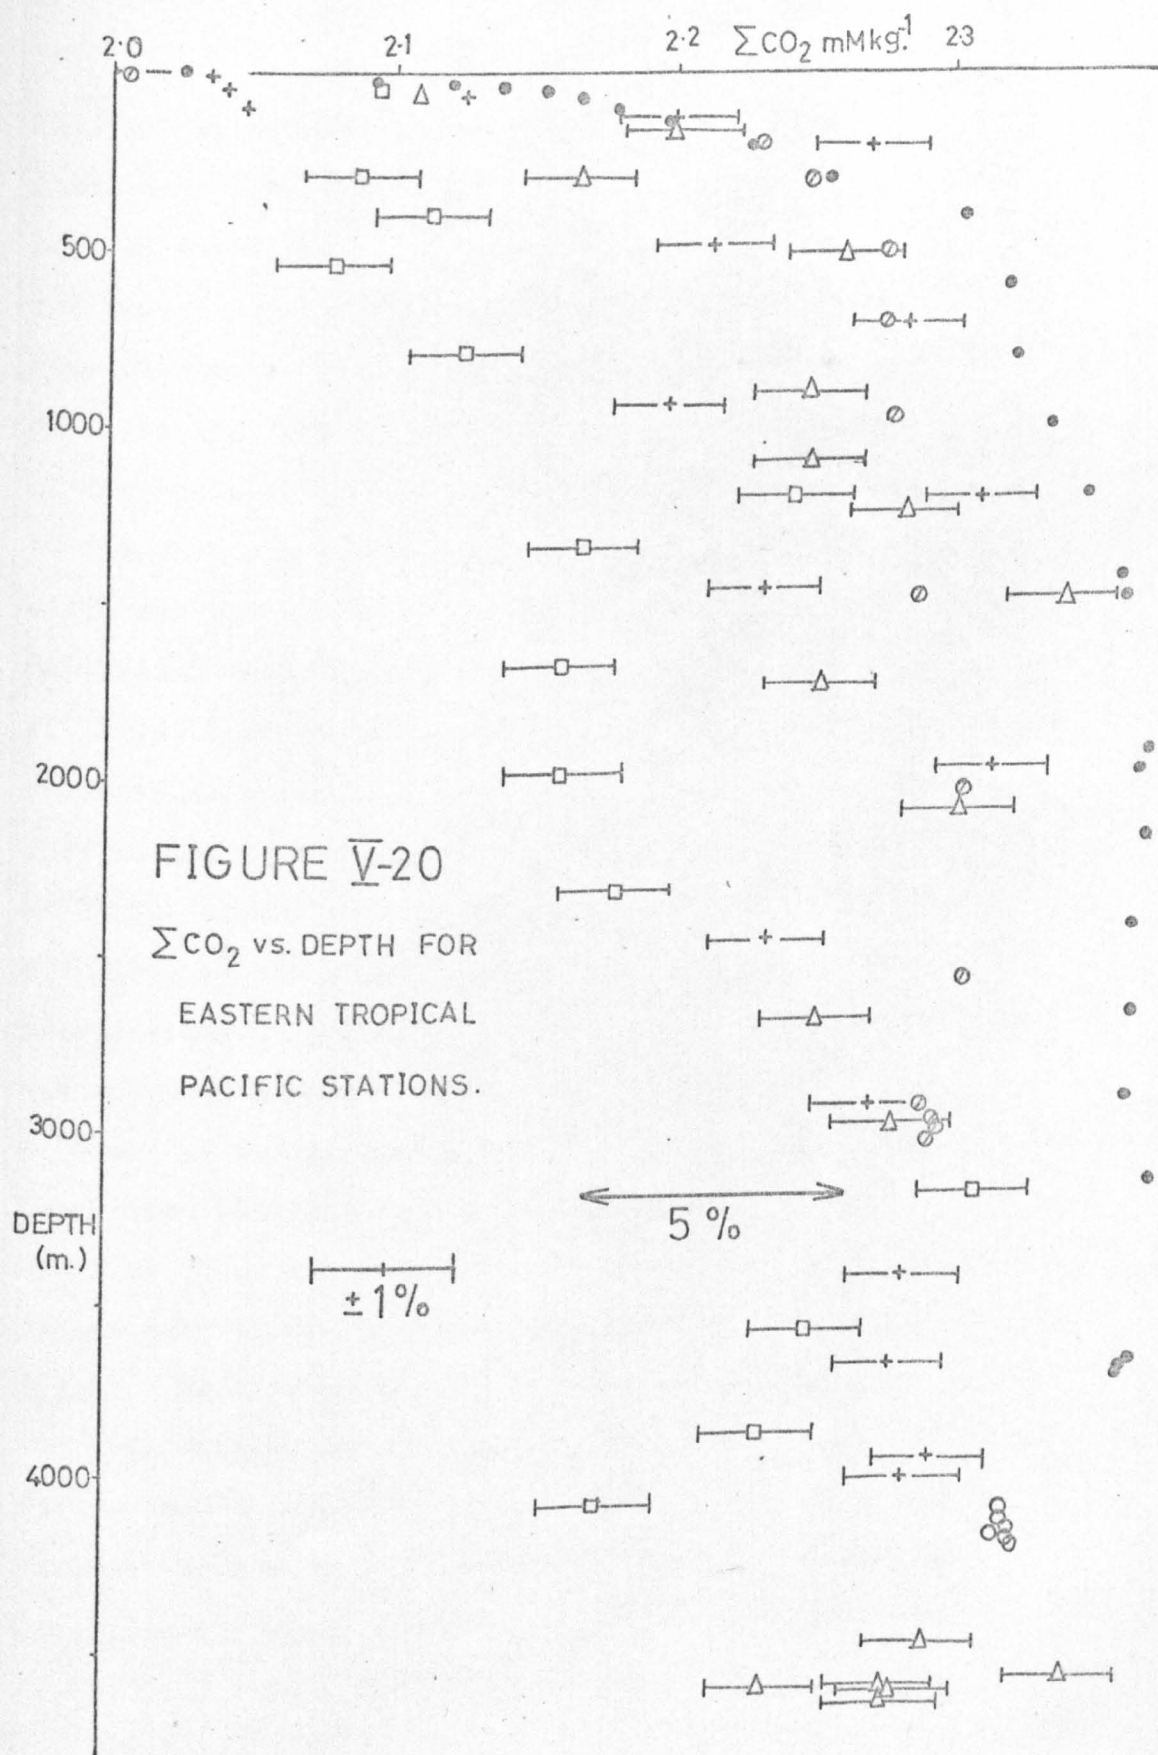 2·0 2·1 2·2 ΣCO₂ mMkg.⁻¹ 2·3
500
1000
2000
FIGURE V-20
ΣCO₂ vs. DEPTH FOR
EASTERN TROPICAL
PACIFIC STATIONS.
3000
5 %
DEPTH
(m.)
±1%
4000